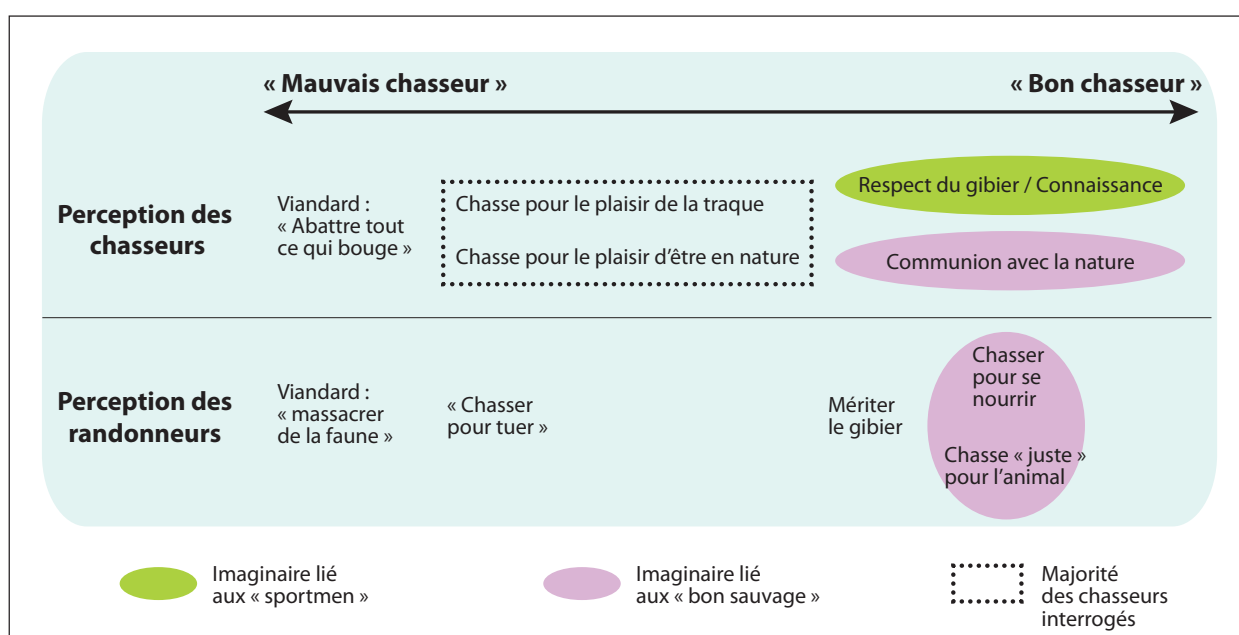 « Mauvais chasseur »
« Bon chasseur »
Perception des
chasseurs
Viandard :
« Abattre tout
ce qui bouge »
Chasse pour le plaisir de la traque
Chasse pour le plaisir d’être en nature
Respect du gibier / Connaissance
Communion avec la nature
Perception des
randonneurs
Viandard :
« massacrer
de la faune »
« Chasser
pour tuer »
Mériter
le gibier
Chasser
pour se
nourrir
Chasse « juste »
pour l’animal
Imaginaire lié
aux « sportmen »
Imaginaire lié
aux « bon sauvage »
Majorité
des chasseurs
interrogés